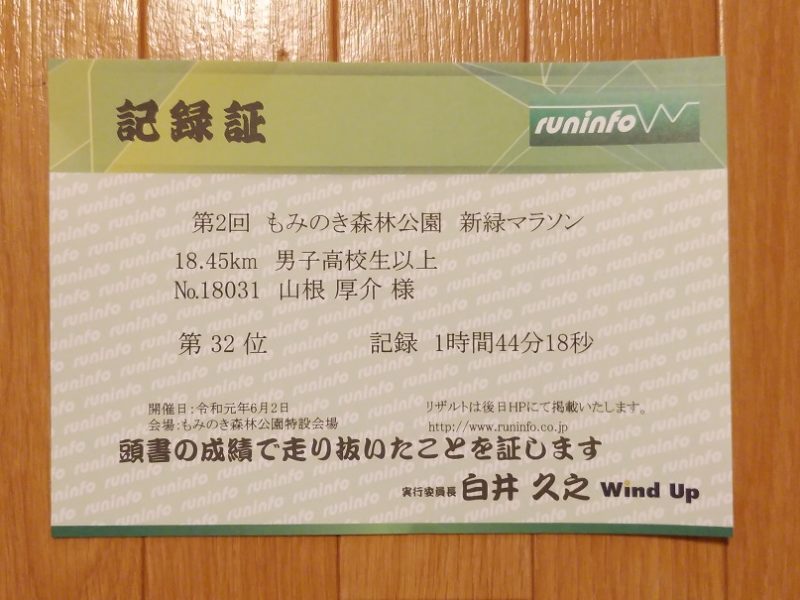 記録証
runinfo
第2回 もみのき森林公園 新緑マラソン
18.45km 男子高校生以上
№18031 山根 厚介 様
第 32 位 記録 1時間44分18秒
開催日:令和元年6月2日 リザルトは後日HPにて掲載いたします。
会場:もみのき森林公園特設会場 http://www.runinfo.co.jp
頭書の成績で走り抜いたことを証します
実行委員長 白井 久之 Wind Up